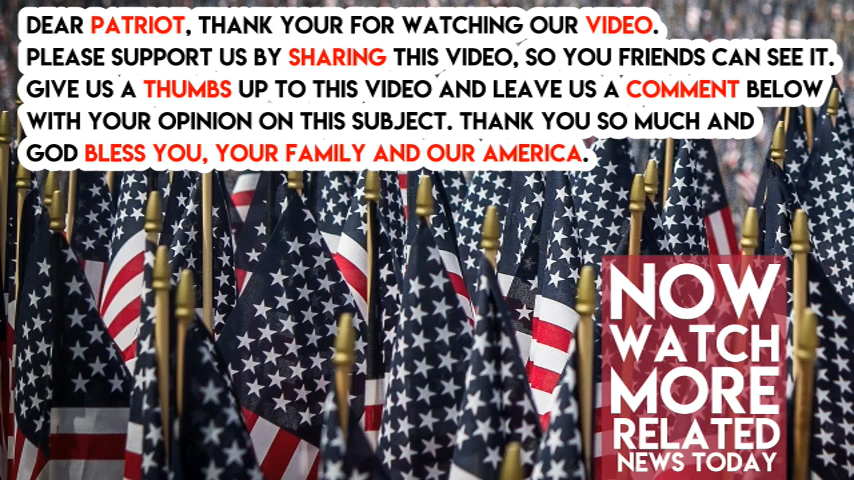 DEAR PATRIOT, THANK YOUR FOR WATCHING OUR VIDEO.
PLEASE SUPPORT US BY SHARING THIS VIDEO, SO YOU FRIENDS CAN SEE IT.
GIVE US A THUMBS UP TO THIS VIDEO AND LEAVE US A COMMENT BELOW
WITH YOUR OPINION ON THIS SUBJECT. THANK YOU SO MUCH AND
GOD BLESS YOU, YOUR FAMILY AND OUR AMERICA.
NOW
WATCH
MORE
RELATED
NEWS TODAY